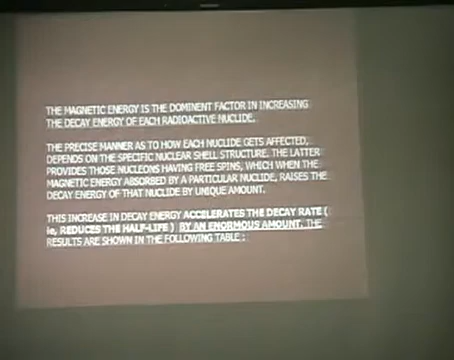 THE MAGNETIC ENERGY IS THE DOMINENT FACTOR IN INCREASING
THE DECAY ENERGY OF EACH RADIOACTIVE NUCLIDE.
THE PRECISE MANNER AS TO HOW EACH NUCLIDE GETS AFFECTED,
DEPENDS ON THE SPECIFIC NUCLEAR SHELL STRUCTURE. THE LATTER
PROVIDES THOSE NUCLEONS HAVING FREE SPINS, WHICH WHEN THE
MAGNETIC ENERGY ABSORBED BY A PARTICULAR NUCLIDE, RAISES THE
DECAY ENERGY OF THAT NUCLIDE BY UNIQUE AMOUNT.
THIS INCREASE IN DECAY ENERGY ACCELERATES THE DECAY RATE (
ie, REDUCES THE HALF-LIFE ) BY AN ENORMOUS AMOUNT. THE
RESULTS ARE SHOWN IN THE FOLLOWING TABLE :